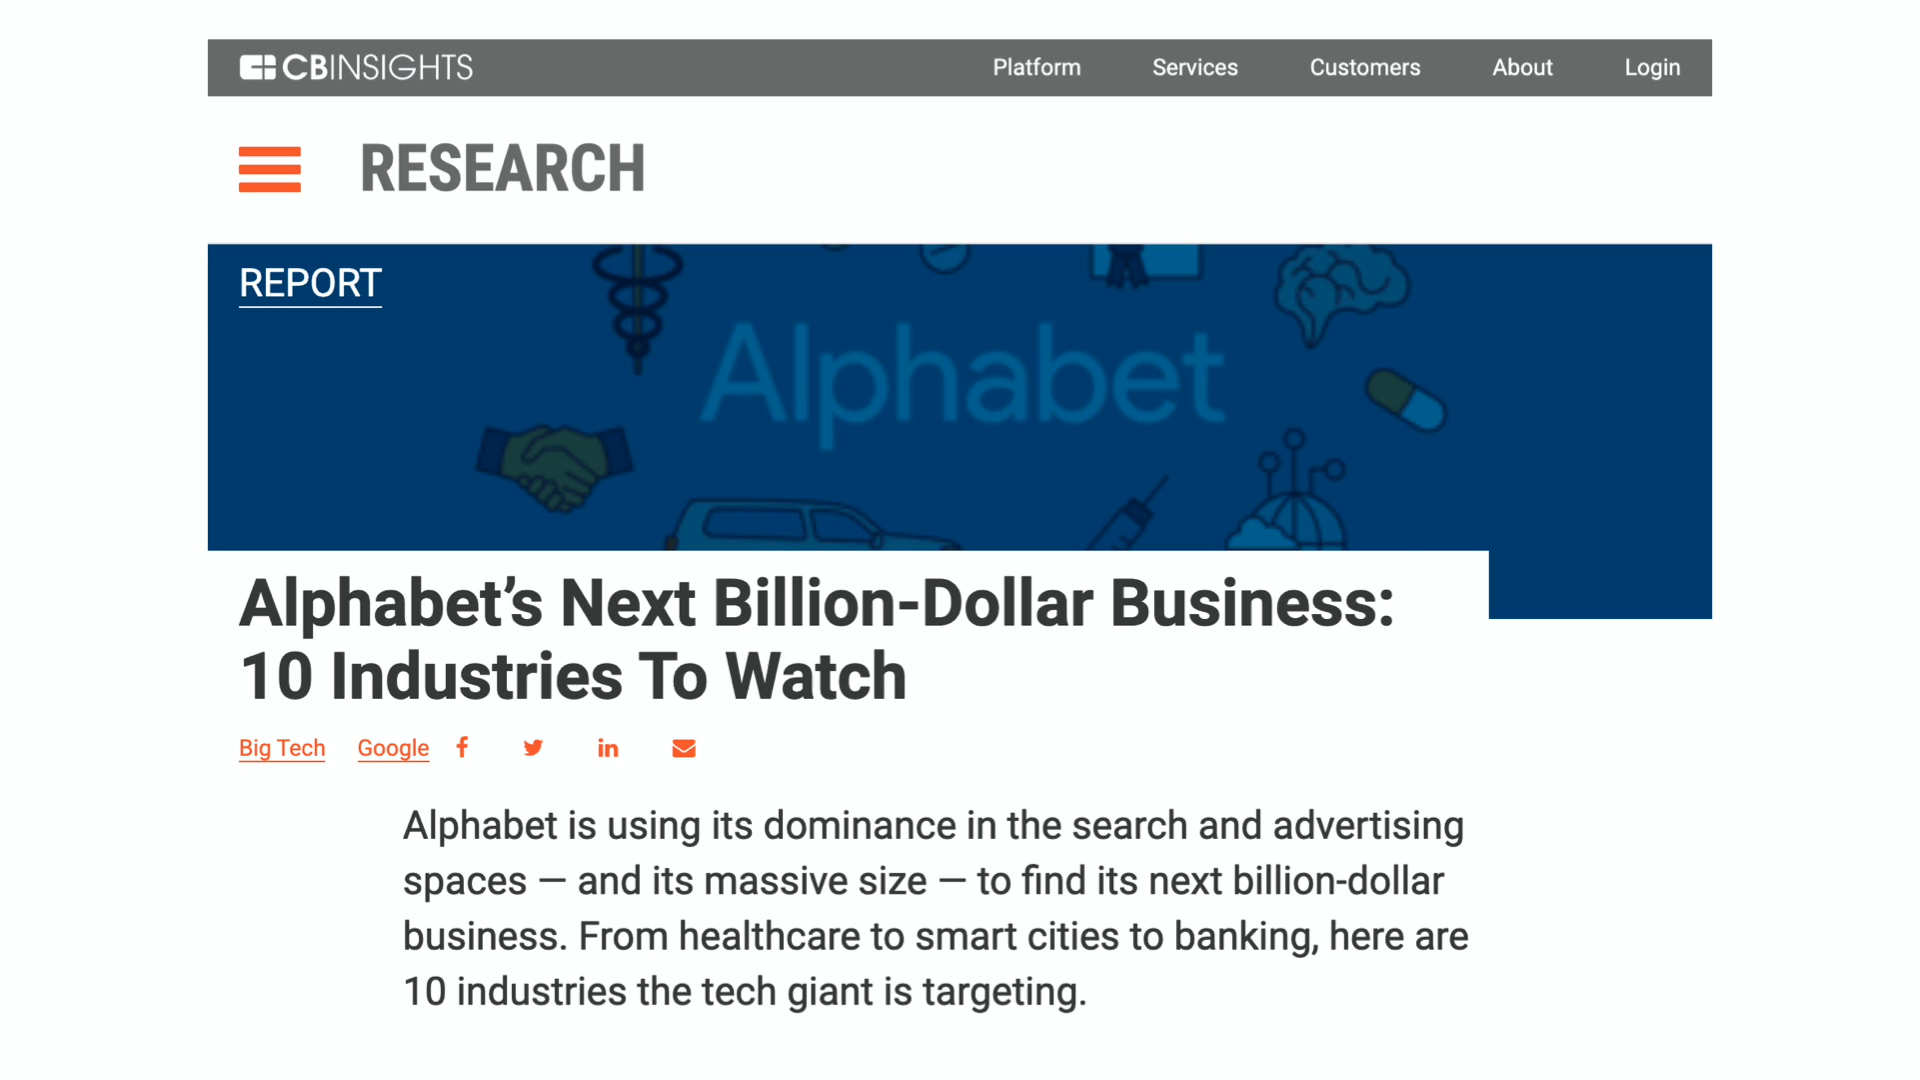 CBINSIGHTS
Platform Services Customers About Login
RESEARCH
REPORT
Alphabet
Alphabet’s Next Billion-Dollar Business:
10 Industries To Watch
Big Tech Google
Alphabet is using its dominance in the search and advertising
spaces — and its massive size — to find its next billion-dollar
business. From healthcare to smart cities to banking, here are
10 industries the tech giant is targeting.